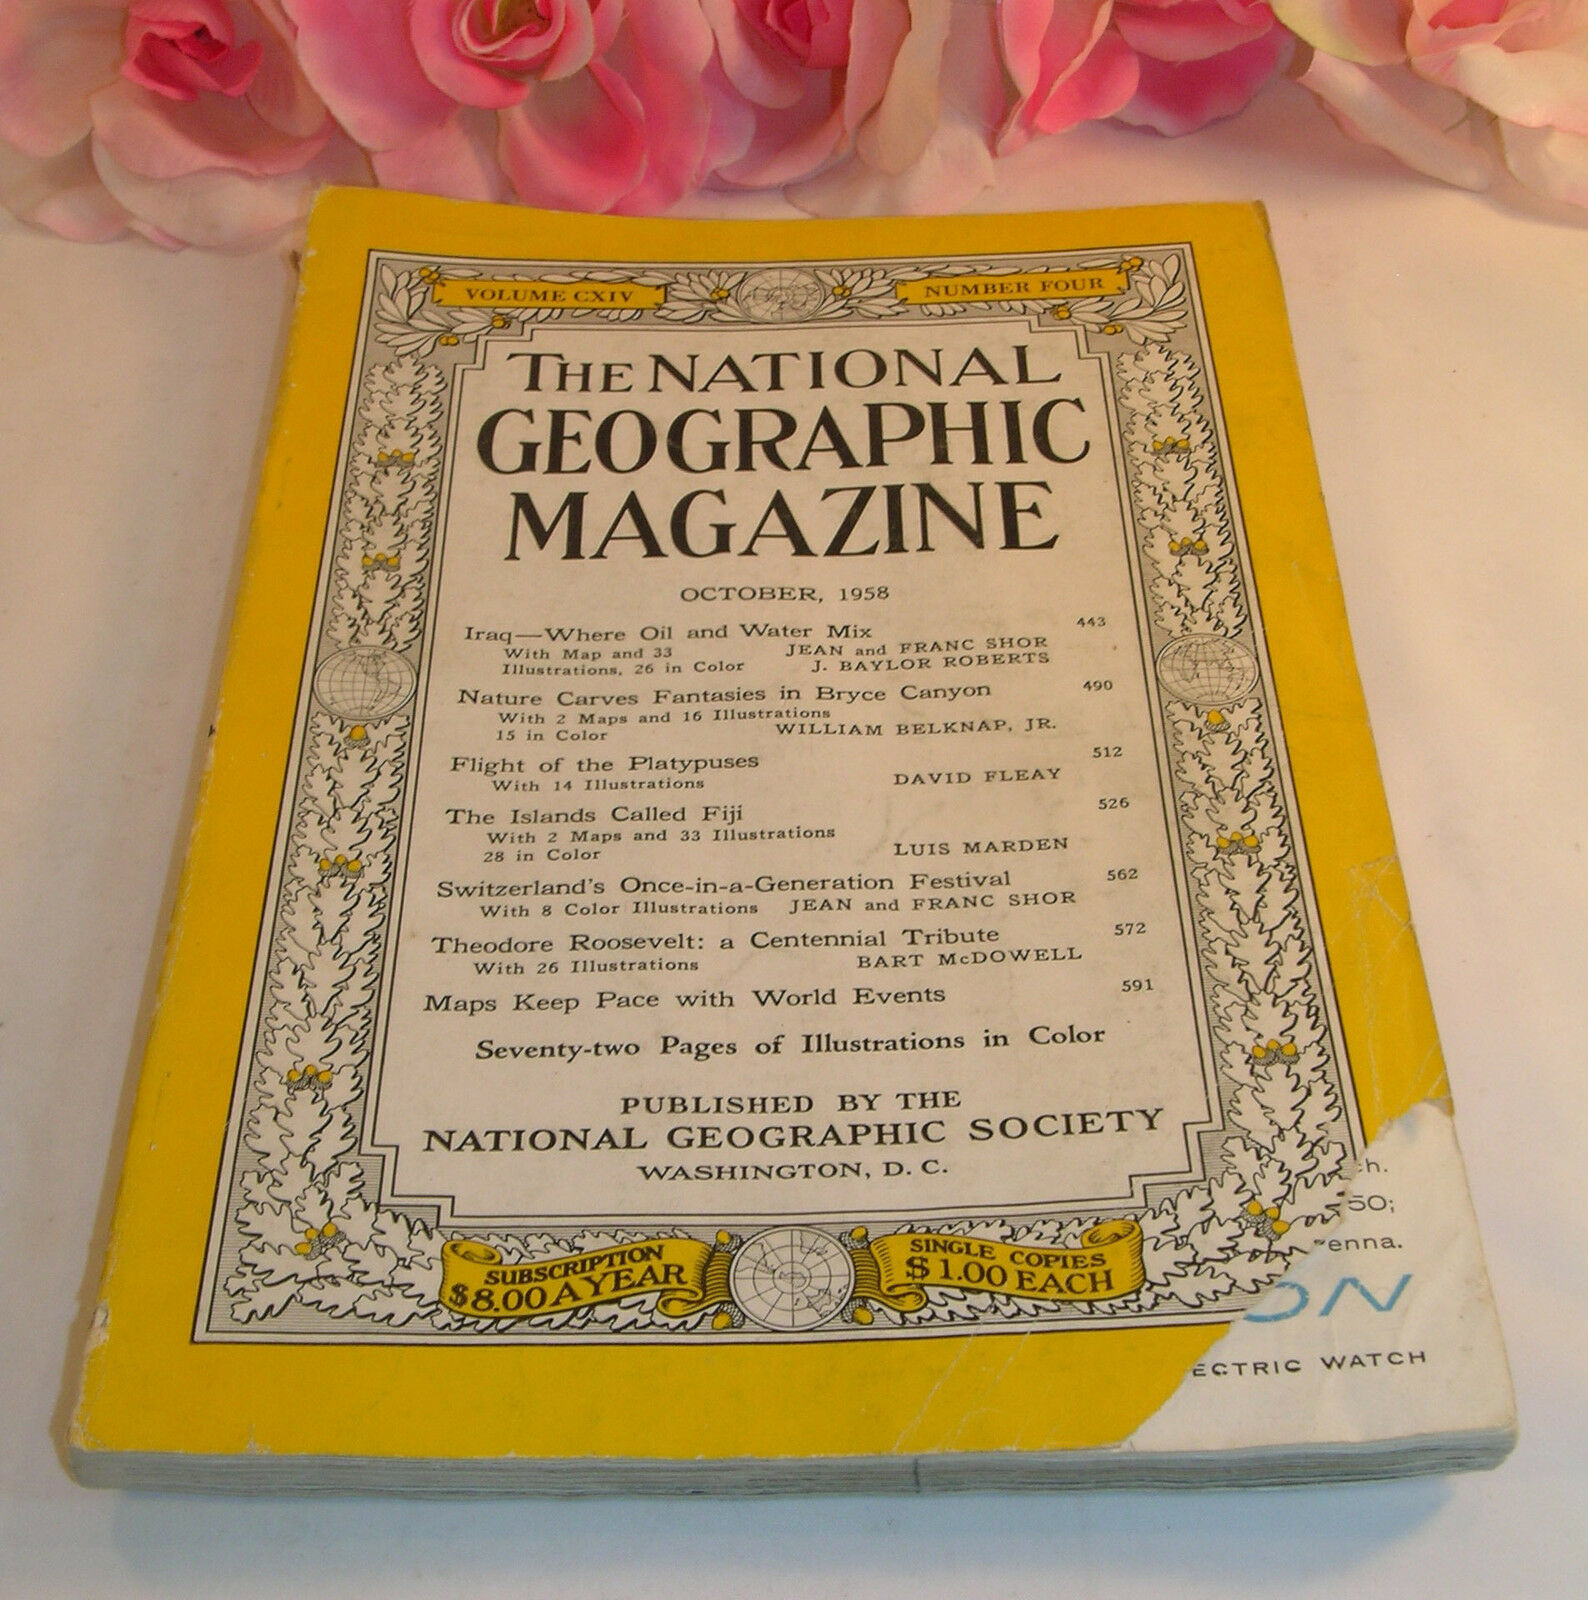 VOLUME CXIV NUMBER FOUR
THE NATIONAL
GEOGRAPHIC
MAGAZINE
OCTOBER, 1958
Iraq—Where Oil and Water Mix 443
With Map and 33 JEAN and FRANC SHOR
Illustrations, 26 in Color J. BAYLOR ROBERTS
Nature Carves Fantasies in Bryce Canyon 490
With 2 Maps and 16 Illustrations
15 in Color WILLIAM BELKNAP, JR.
Flight of the Platypuses 512
With 14 Illustrations DAVID FLEAY
The Islands Called Fiji 526
With 2 Maps and 33 Illustrations
28 in Color LUIS MARDEN
Switzerland's Once-in-a-Generation Festival 562
With 8 Color Illustrations JEAN and FRANC SHOR
Theodore Roosevelt: a Centennial Tribute 572
With 26 Illustrations BART McDOWELL
Maps Keep Pace with World Events 591
Seventy-two Pages of Illustrations in Color
PUBLISHED BY THE
NATIONAL GEOGRAPHIC SOCIETY
WASHINGTON, D. C.
SUBSCRIPTION
$8.00 A YEAR
SINGLE COPIES
$1.00 EACH
ch.
50;
enna.
ON
ECTRIC WATCH